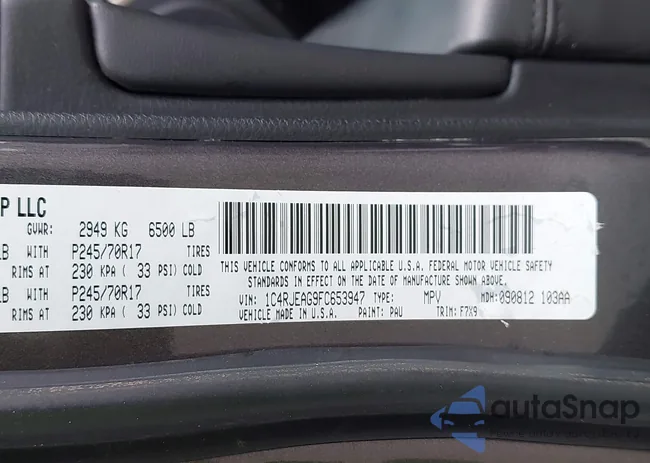 P LLC
GVWR: 2949 KG 6500 LB
LB WITH P245/70R17 TIRES
RIMS AT 230 KPA ( 33 PSI) COLD
LB WITH P245/70R17 TIRES
RIMS AT 230 KPA ( 33 PSI) COLD
THIS VEHICLE CONFORMS TO ALL APPLICABLE U.S.A. FEDERAL MOTOR VEHICLE SAFETY
STANDARDS IN EFFECT ON THE DATE OF MANUFACTURE SHOWN ABOVE.
VIN: 1C4RJEAG9FC653947 TYPE: MPV MDH:090812 103AA
VEHICLE MADE IN U.S.A. PAINT: PAU TRIM: F7X9
autoSnap